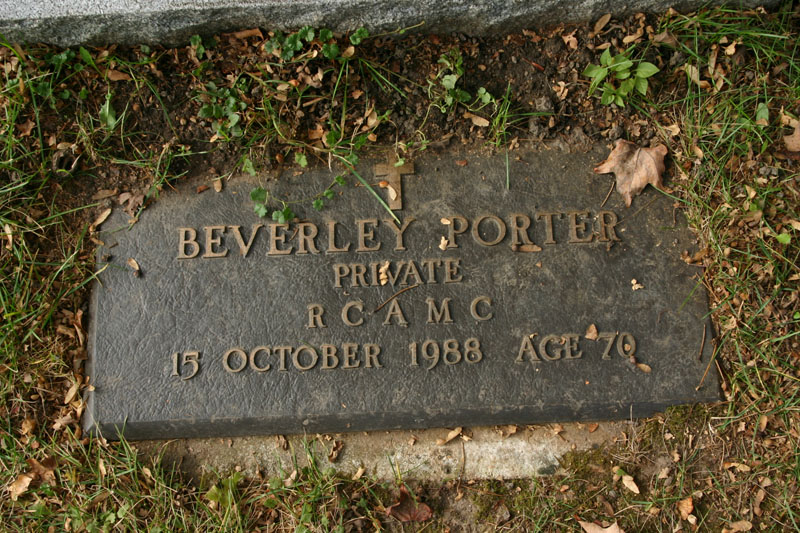 BEVERLEY PORTER
PRIVATE
R C A M C
15 OCTOBER 1988 AGE 70